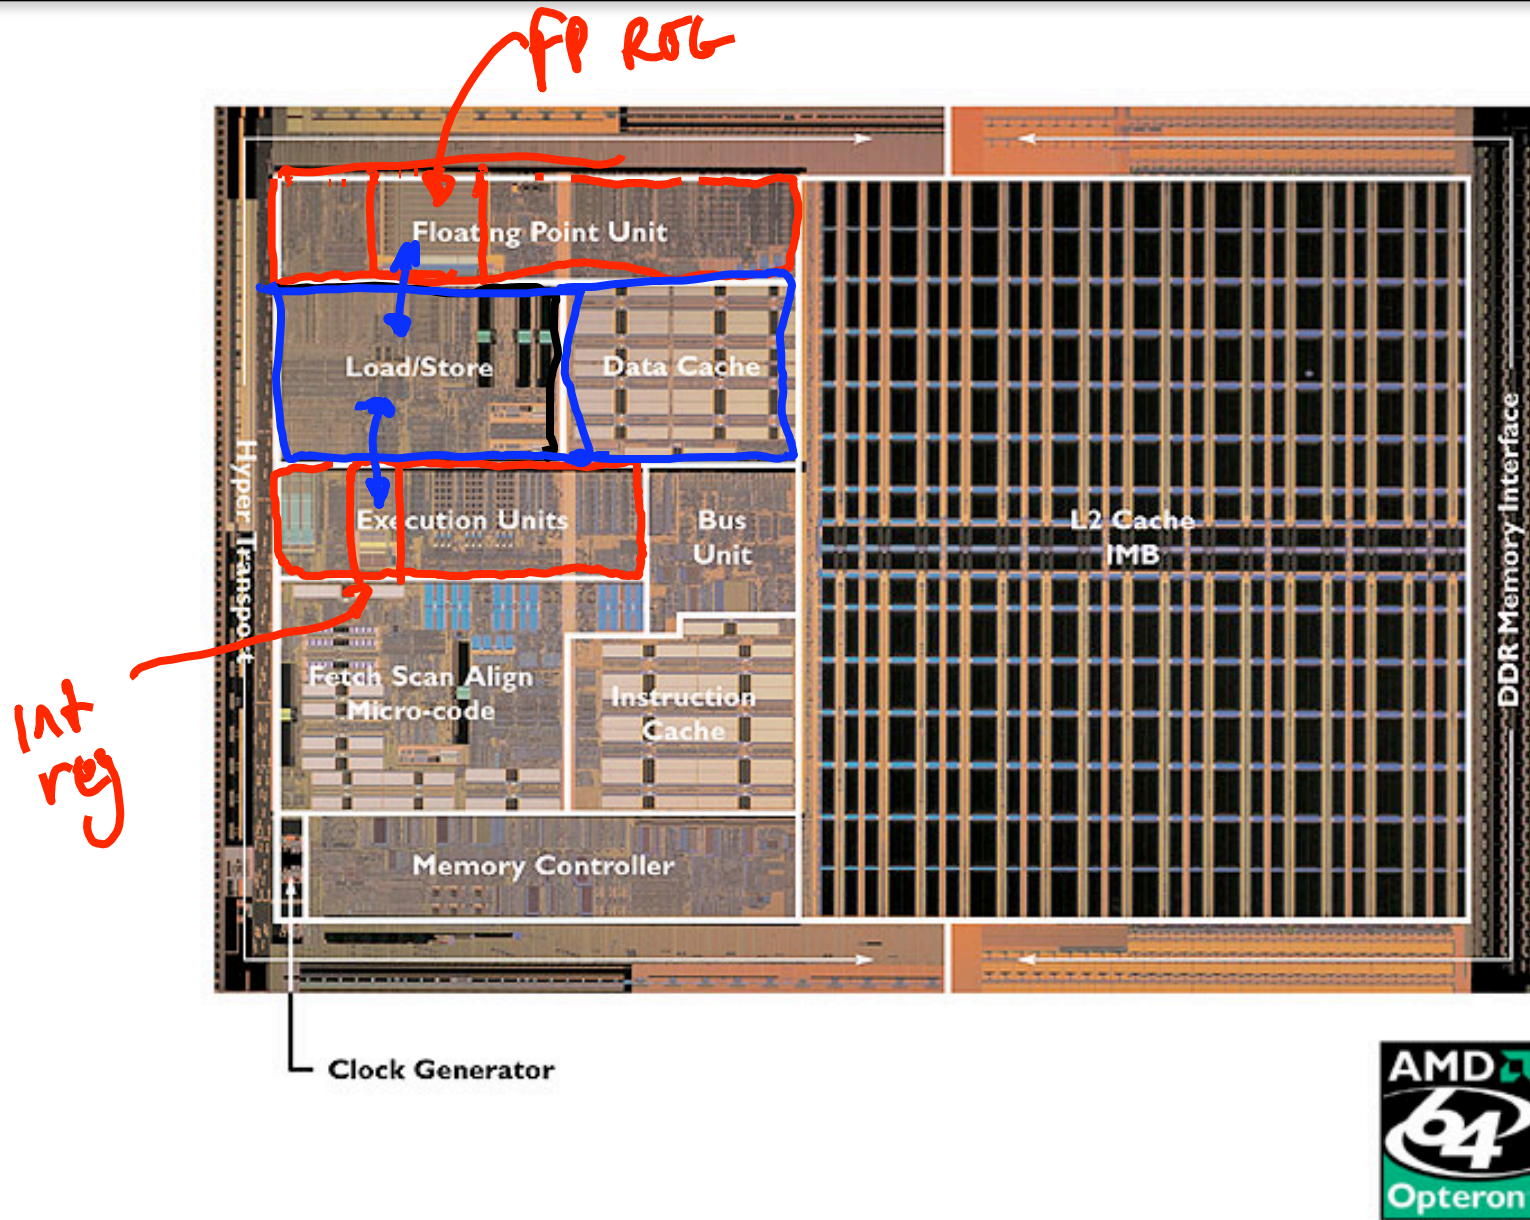 FP REG
Floating Point Unit
Load/Store
Data Cache
Hyper Transport
Execution Units
Bus
Unit
L2 Cache
1MB
DDR Memory Interface
Int
reg
Fetch Scan Align
Micro-code
Instruction
Cache
Memory Controller
Clock Generator
AMD
64
Opteron